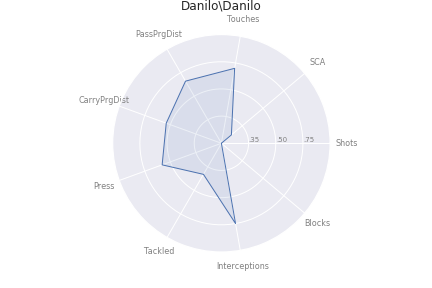 Danilo\Danilo
Touches
PassPrgDist
SCA
CarryPrgDist
.35 .50 .75 Shots
Press
Blocks
Tackled
Interceptions